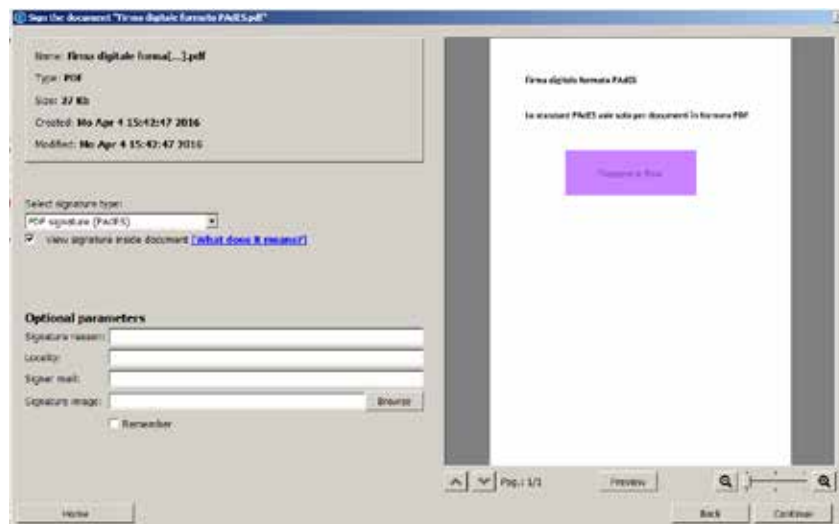 Sign the document "Firma digitale formato PAdES.pdf"
Name: Firma digitale forma[...].pdf
Type: PDF
Size: 27 Kb
Created: Mo Apr 4 15:42:47 2016
Modified: Mo Apr 4 15:42:47 2016
Select signature type:
PDF signature (PAdES)
View signature inside document [What does it means?]
Optional parameters
Signature reason:
Locality:
Signer mail:
Signature image:
Browse
Remember
Home
Firma digitale formato PAdES
Lo standard PAdES vale solo per documenti in formato PDF
Pag.: 1/1
Preview
Back
Continue